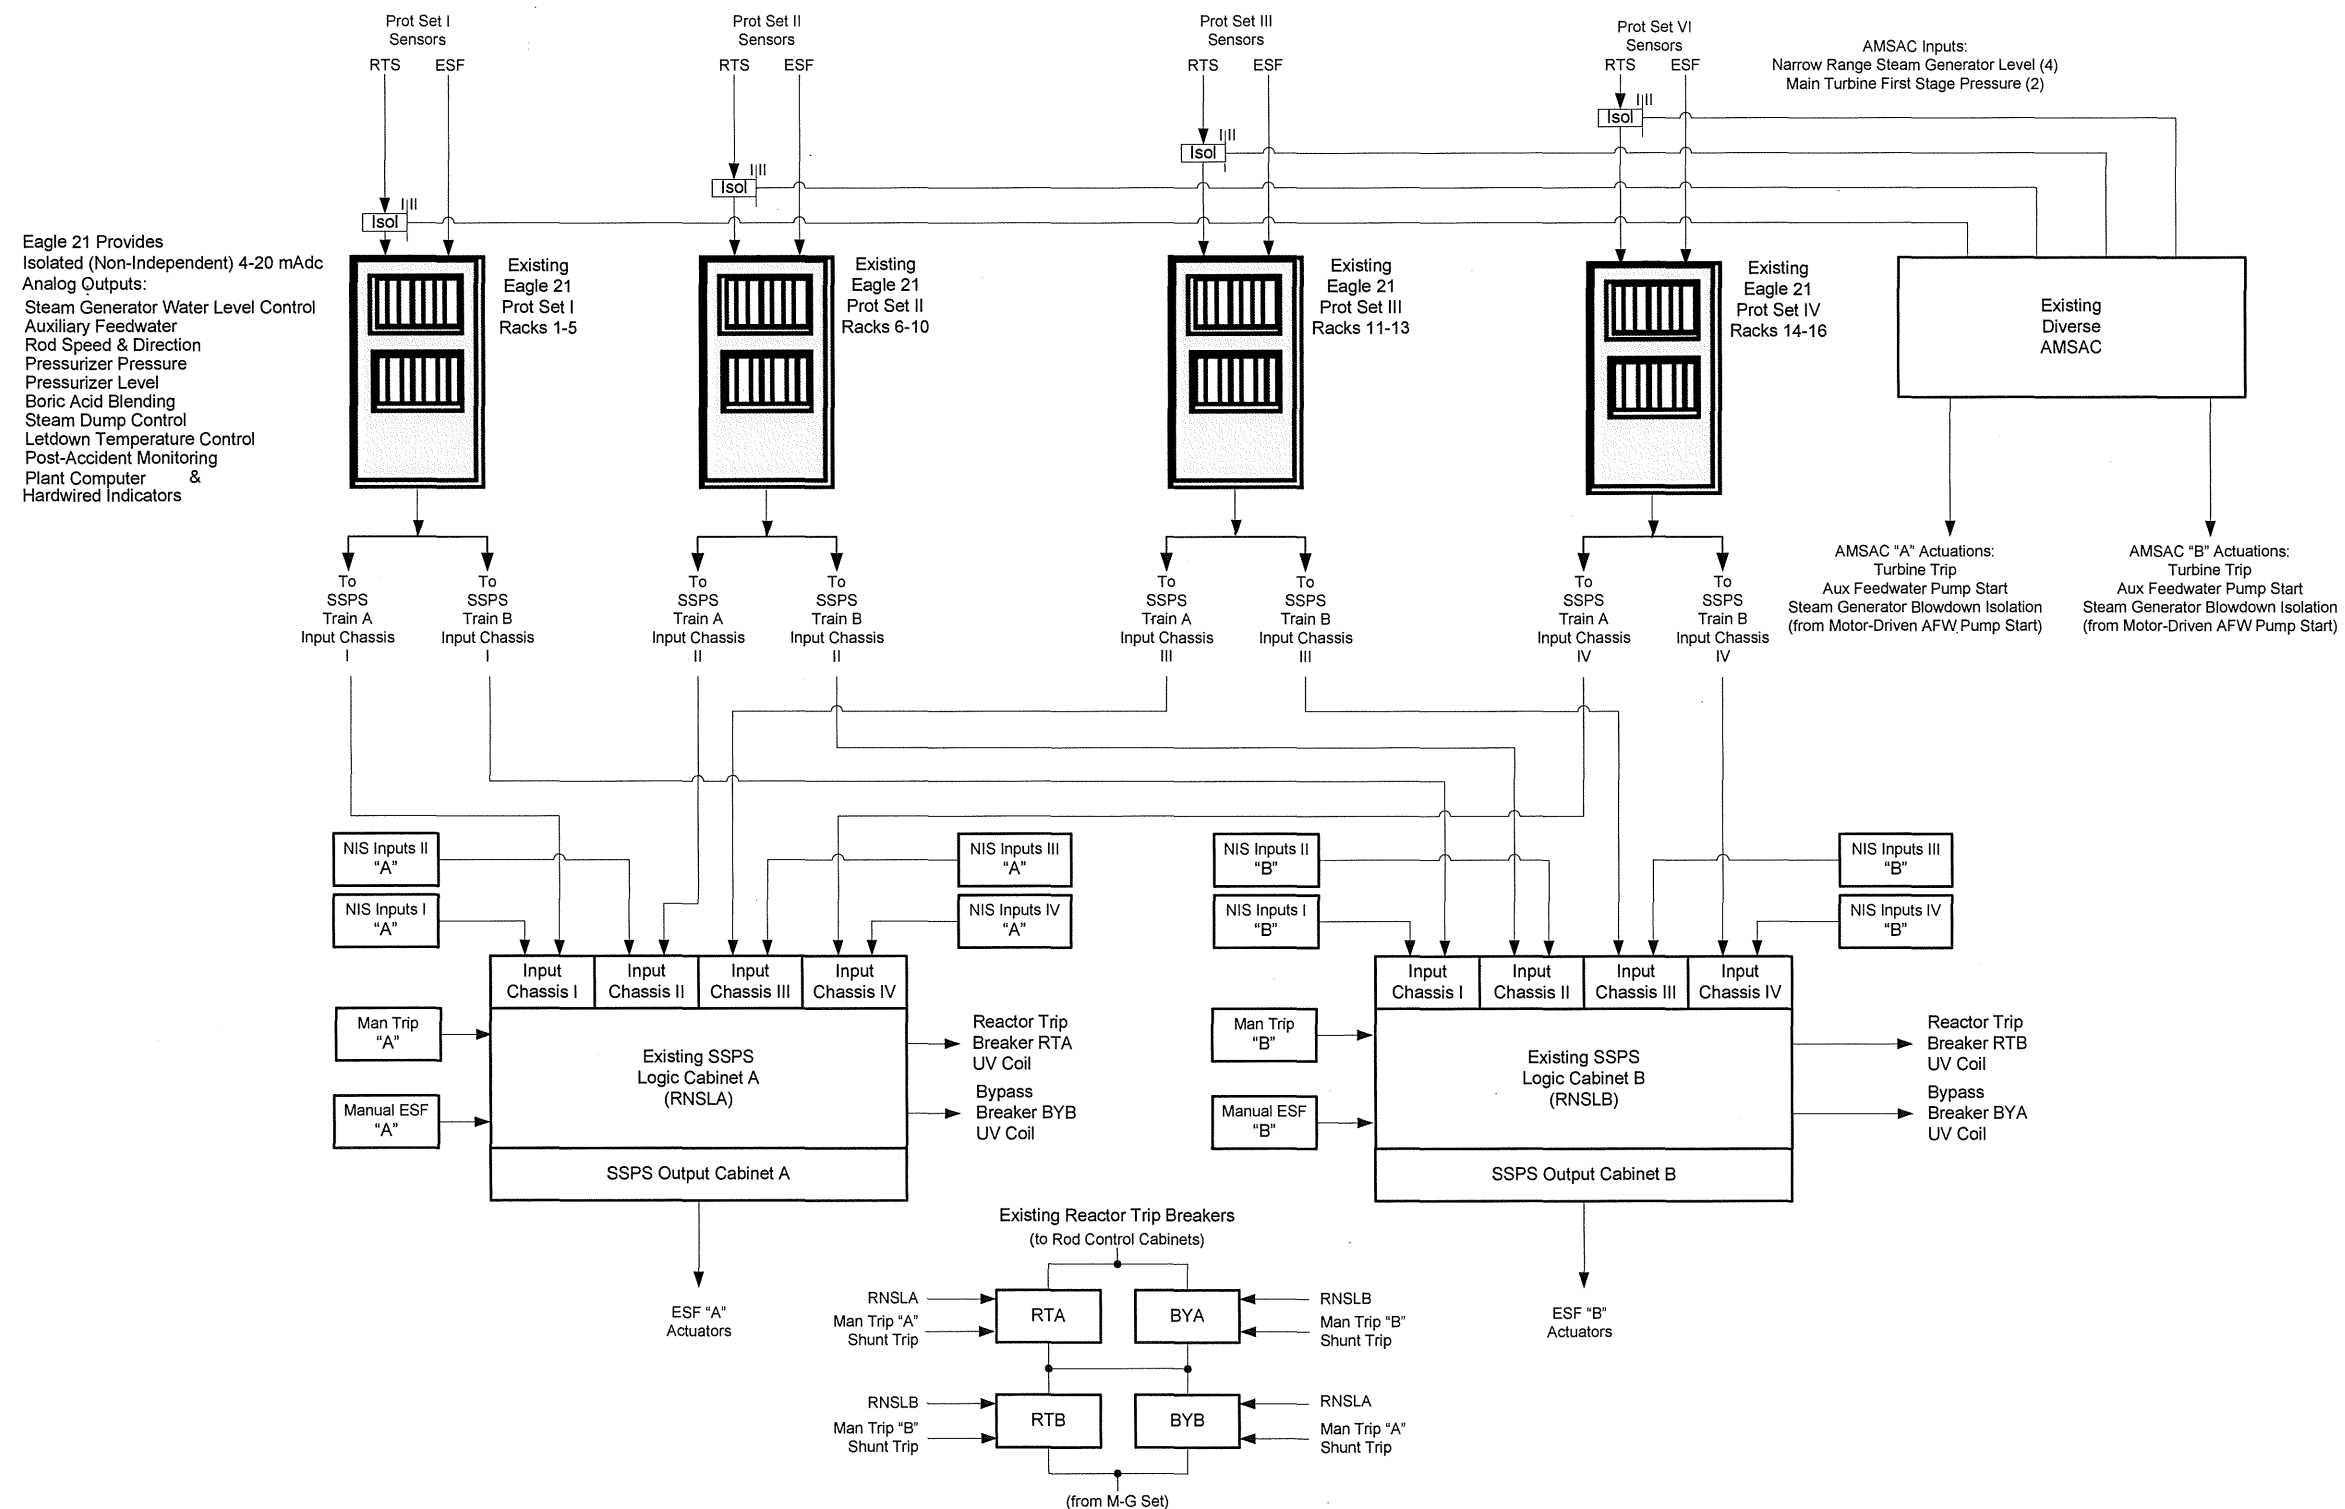 Prot Set I
Sensors
RTS ESF
Prot Set II
Sensors
RTS ESF
Prot Set III
Sensors
RTS ESF
Prot Set VI
Sensors
RTS ESF
AMSAC Inputs:
Narrow Range Steam Generator Level (4)
Main Turbine First Stage Pressure (2)
I II
Isol
I II
Isol
I II
Isol
I II
Isol
Eagle 21 Provides
Isolated (Non-Independent) 4-20 mAdc
Analog Outputs:
Steam Generator Water Level Control
Auxiliary Feedwater
Rod Speed & Direction
Pressurizer Pressure
Pressurizer Level
Boric Acid Blending
Steam Dump Control
Letdown Temperature Control
Post-Accident Monitoring
Plant Computer &
Hardwired Indicators
Existing
Eagle 21
Prot Set I
Racks 1-5
Existing
Eagle 21
Prot Set II
Racks 6-10
Existing
Eagle 21
Prot Set III
Racks 11-13
Existing
Eagle 21
Prot Set IV
Racks 14-16
Existing
Diverse
AMSAC
To
SSPS
Train A
Input Chassis
I
To
SSPS
Train B
Input Chassis
I
To
SSPS
Train A
Input Chassis
II
To
SSPS
Train B
Input Chassis
II
To
SSPS
Train A
Input Chassis
III
To
SSPS
Train B
Input Chassis
III
To
SSPS
Train A
Input Chassis
IV
To
SSPS
Train B
Input Chassis
IV
AMSAC “A” Actuations:
Turbine Trip
Aux Feedwater Pump Start
Steam Generator Blowdown Isolation
(from Motor-Driven AFW Pump Start)
AMSAC “B” Actuations:
Turbine Trip
Aux Feedwater Pump Start
Steam Generator Blowdown Isolation
(from Motor-Driven AFW Pump Start)
NIS Inputs II
“A”
NIS Inputs I
“A”
NIS Inputs III
“A”
NIS Inputs IV
“A”
NIS Inputs II
“B”
NIS Inputs I
“B”
NIS Inputs III
“B”
NIS Inputs IV
“B”
Input
Chassis I
Input
Chassis II
Input
Chassis III
Input
Chassis IV
Man Trip
“A”
Manual ESF
“A”
Existing SSPS
Logic Cabinet A
(RNSLA)
SSPS Output Cabinet A
Reactor Trip
Breaker RTA
UV Coil
Bypass
Breaker BYB
UV Coil
Input
Chassis I
Input
Chassis II
Input
Chassis III
Input
Chassis IV
Man Trip
“B”
Manual ESF
“B”
Existing SSPS
Logic Cabinet B
(RNSLB)
SSPS Output Cabinet B
Reactor Trip
Breaker RTB
UV Coil
Bypass
Breaker BYA
UV Coil
ESF “A”
Actuators
ESF “B”
Actuators
Existing Reactor Trip Breakers
(to Rod Control Cabinets)
RNSLA
Man Trip “A”
Shunt Trip
RTA
BYA
RNSLB
Man Trip “B”
Shunt Trip
RNSLB
Man Trip “B”
Shunt Trip
RTB
BYB
RNSLA
Man Trip “A”
Shunt Trip
(from M-G Set)